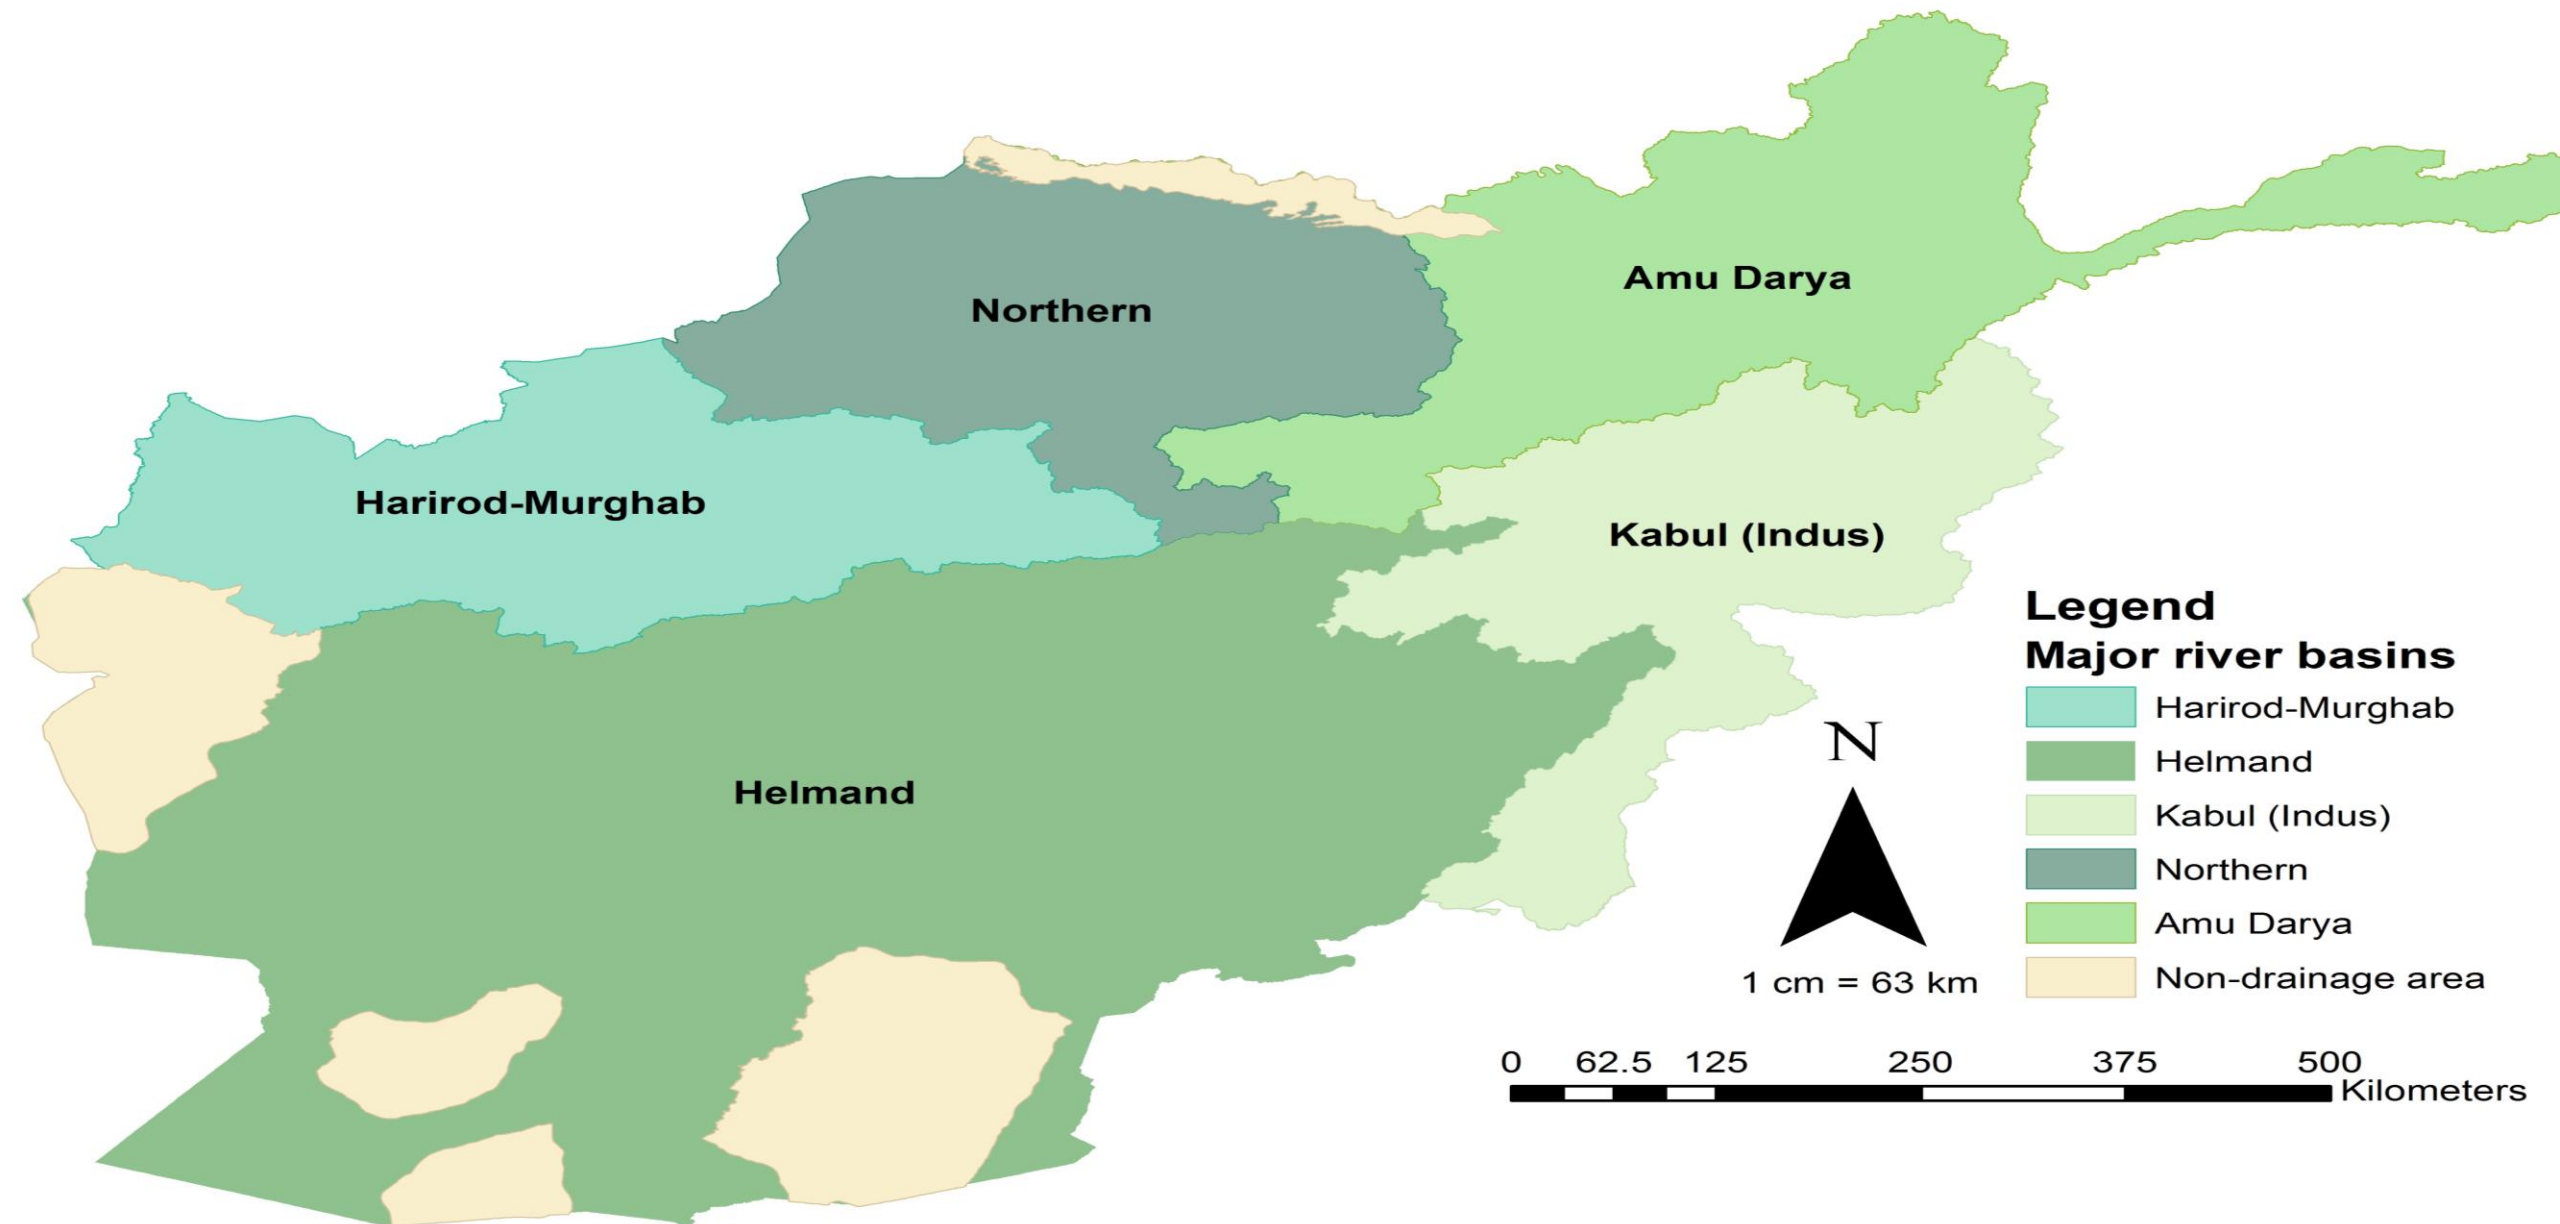 Amu Darya
Northern
Harirod-Murghab
Kabul (Indus)
Helmand
N
1 cm = 63 km
Legend
Major river basins
Harirod-Murghab
Helmand
Kabul (Indus)
Northern
Amu Darya
Non-drainage area
0 62.5 125 250 375 500
Kilometers